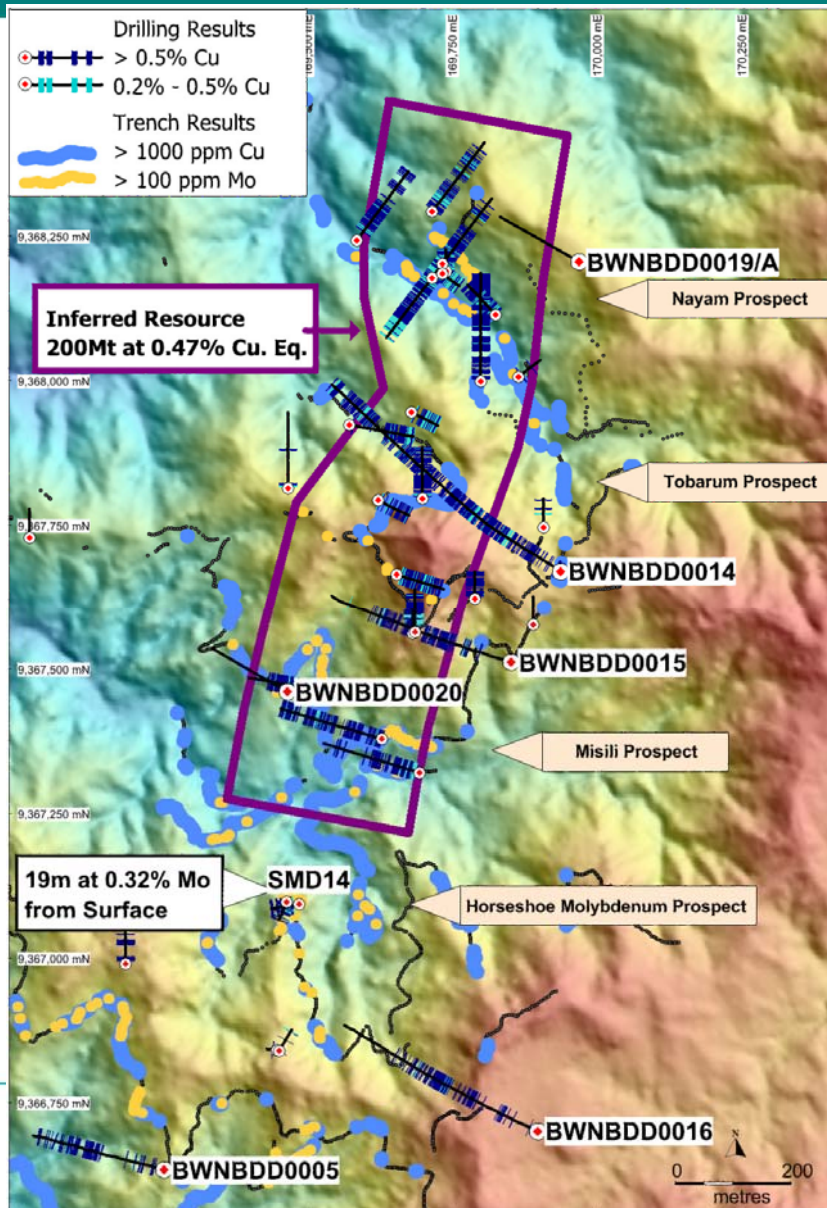 Drilling Results
> 0.5% Cu
0.2% - 0.5% Cu
Trench Results
> 1000 ppm Cu
> 100 ppm Mo
169,500 mE
169,750 mE
170,000 mE
170,250 mE
9,368,250 mN
BWNBDD0019/A
Nayam Prospect
Inferred Resource
200Mt at 0.47% Cu. Eq.
9,368,000 mN
Tobarum Prospect
9,367,750 mN
BWNBDD0014
9,367,500 mN
BWNBDD0015
BWNBDD0020
Misili Prospect
9,367,250 mN
19m at 0.32% Mo
from Surface
SMD14
Horseshoe Molybdenum Prospect
9,367,000 mN
9,366,750 mN
BWNBDD0016
BWNBDD0005
N
0 200
metres